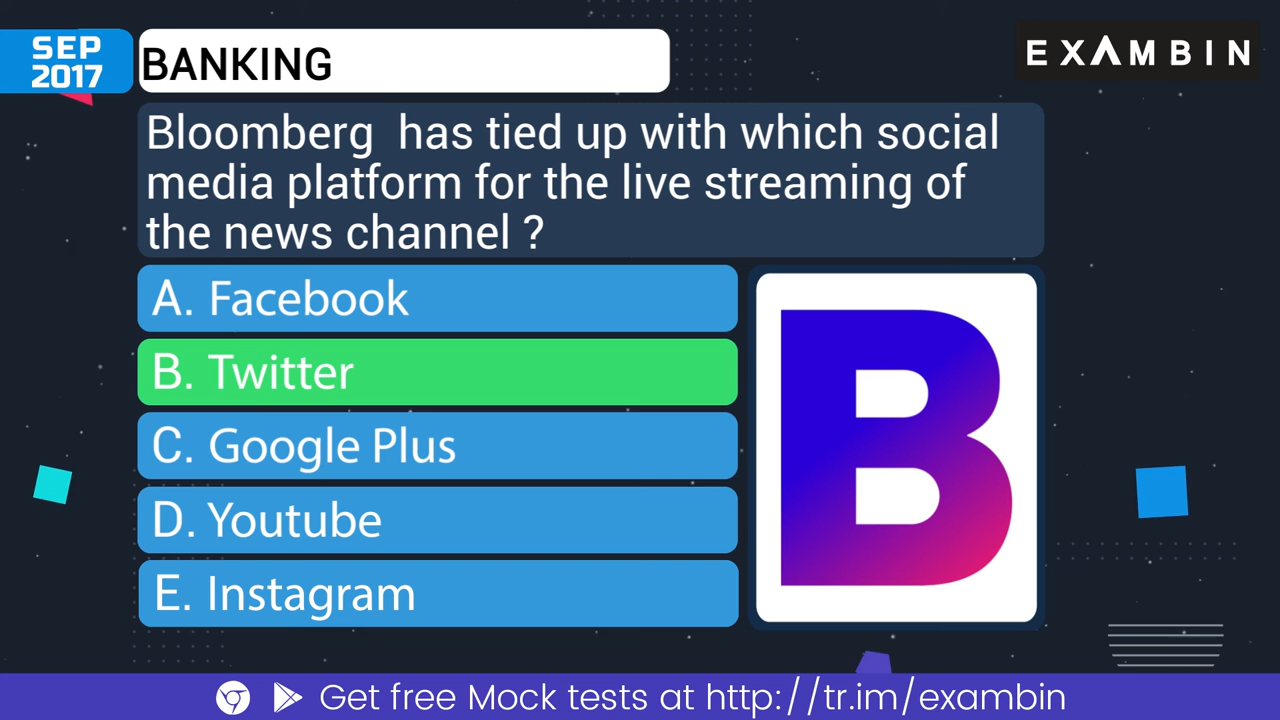 SEP
2017
BANKING
EXAMBIN
Bloomberg has tied up with which social
media platform for the live streaming of
the news channel ?
A. Facebook
B. Twitter
C. Google Plus
D. Youtube
E. Instagram
B
Get free Mock tests at http://tr.im/exambin